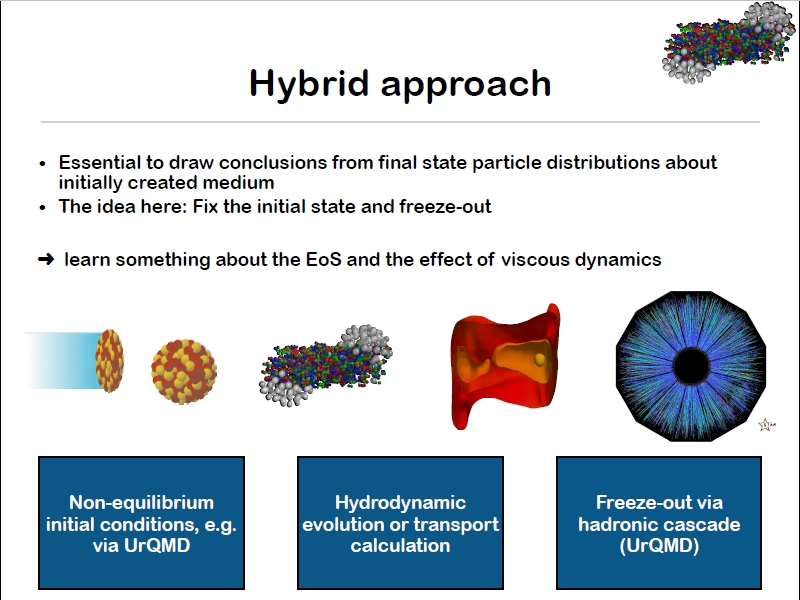 Hybrid approach
• Essential to draw conclusions from final state particle distributions about
initially created medium
• The idea here: Fix the initial state and freeze-out
➜ learn something about the EoS and the effect of viscous dynamics
STAR
Non-equilibrium
initial conditions, e.g.
via UrQMD
Hydrodynamic
evolution or transport
calculation
Freeze-out via
hadronic cascade
(UrQMD)